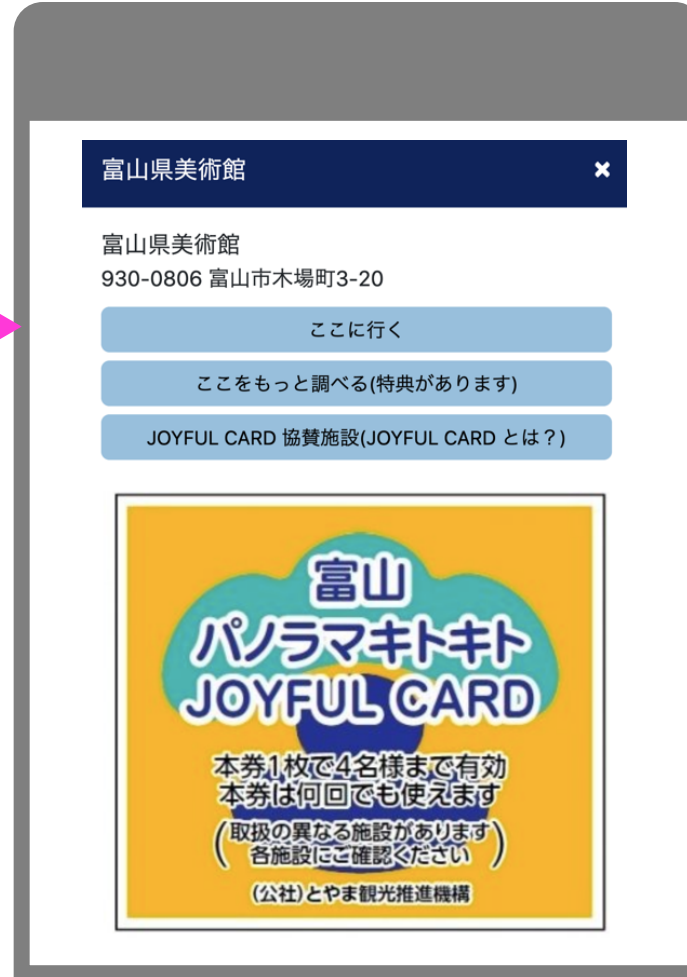 富山県美術館 ×
富山県美術館
930-0806 富山市木場町3-20
ここに行く
ここをもっと調べる(特典があります)
JOYFUL CARD 協賛施設(JOYFUL CARD とは？)
富山
パノラマキトキト
JOYFUL CARD
本券1枚で4名様まで有効
本券は何回でも使えます
(取扱の異なる施設があります
各施設にご確認ください)
(公社)とやま観光推進機構